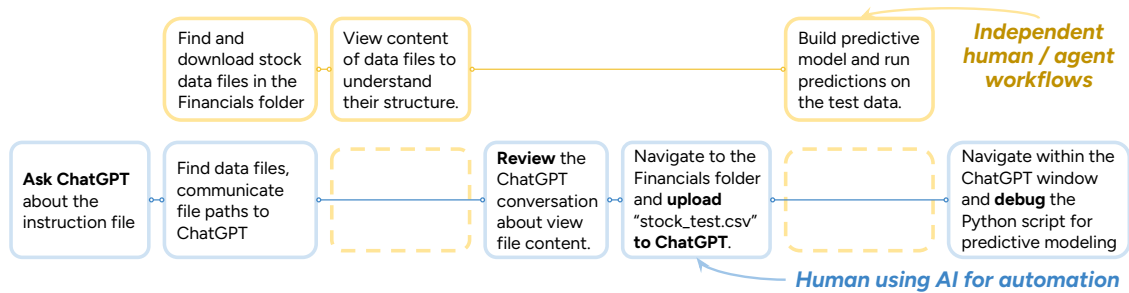 Find and
download stock
data files in the
Financials folder
View content
of data files to
understand
their structure.
Build predictive
model and run
predictions on
the test data.
Independent
human / agent
workflows
Ask ChatGPT
about the
instruction file
Find data files,
communicate
file paths to
ChatGPT
Review the
ChatGPT
conversation
about view
file content.
Navigate to the
Financials folder
and upload
“stock_test.csv”
to ChatGPT.
Navigate within the
ChatGPT window
and debug the
Python script for
predictive modeling
Human using AI for automation